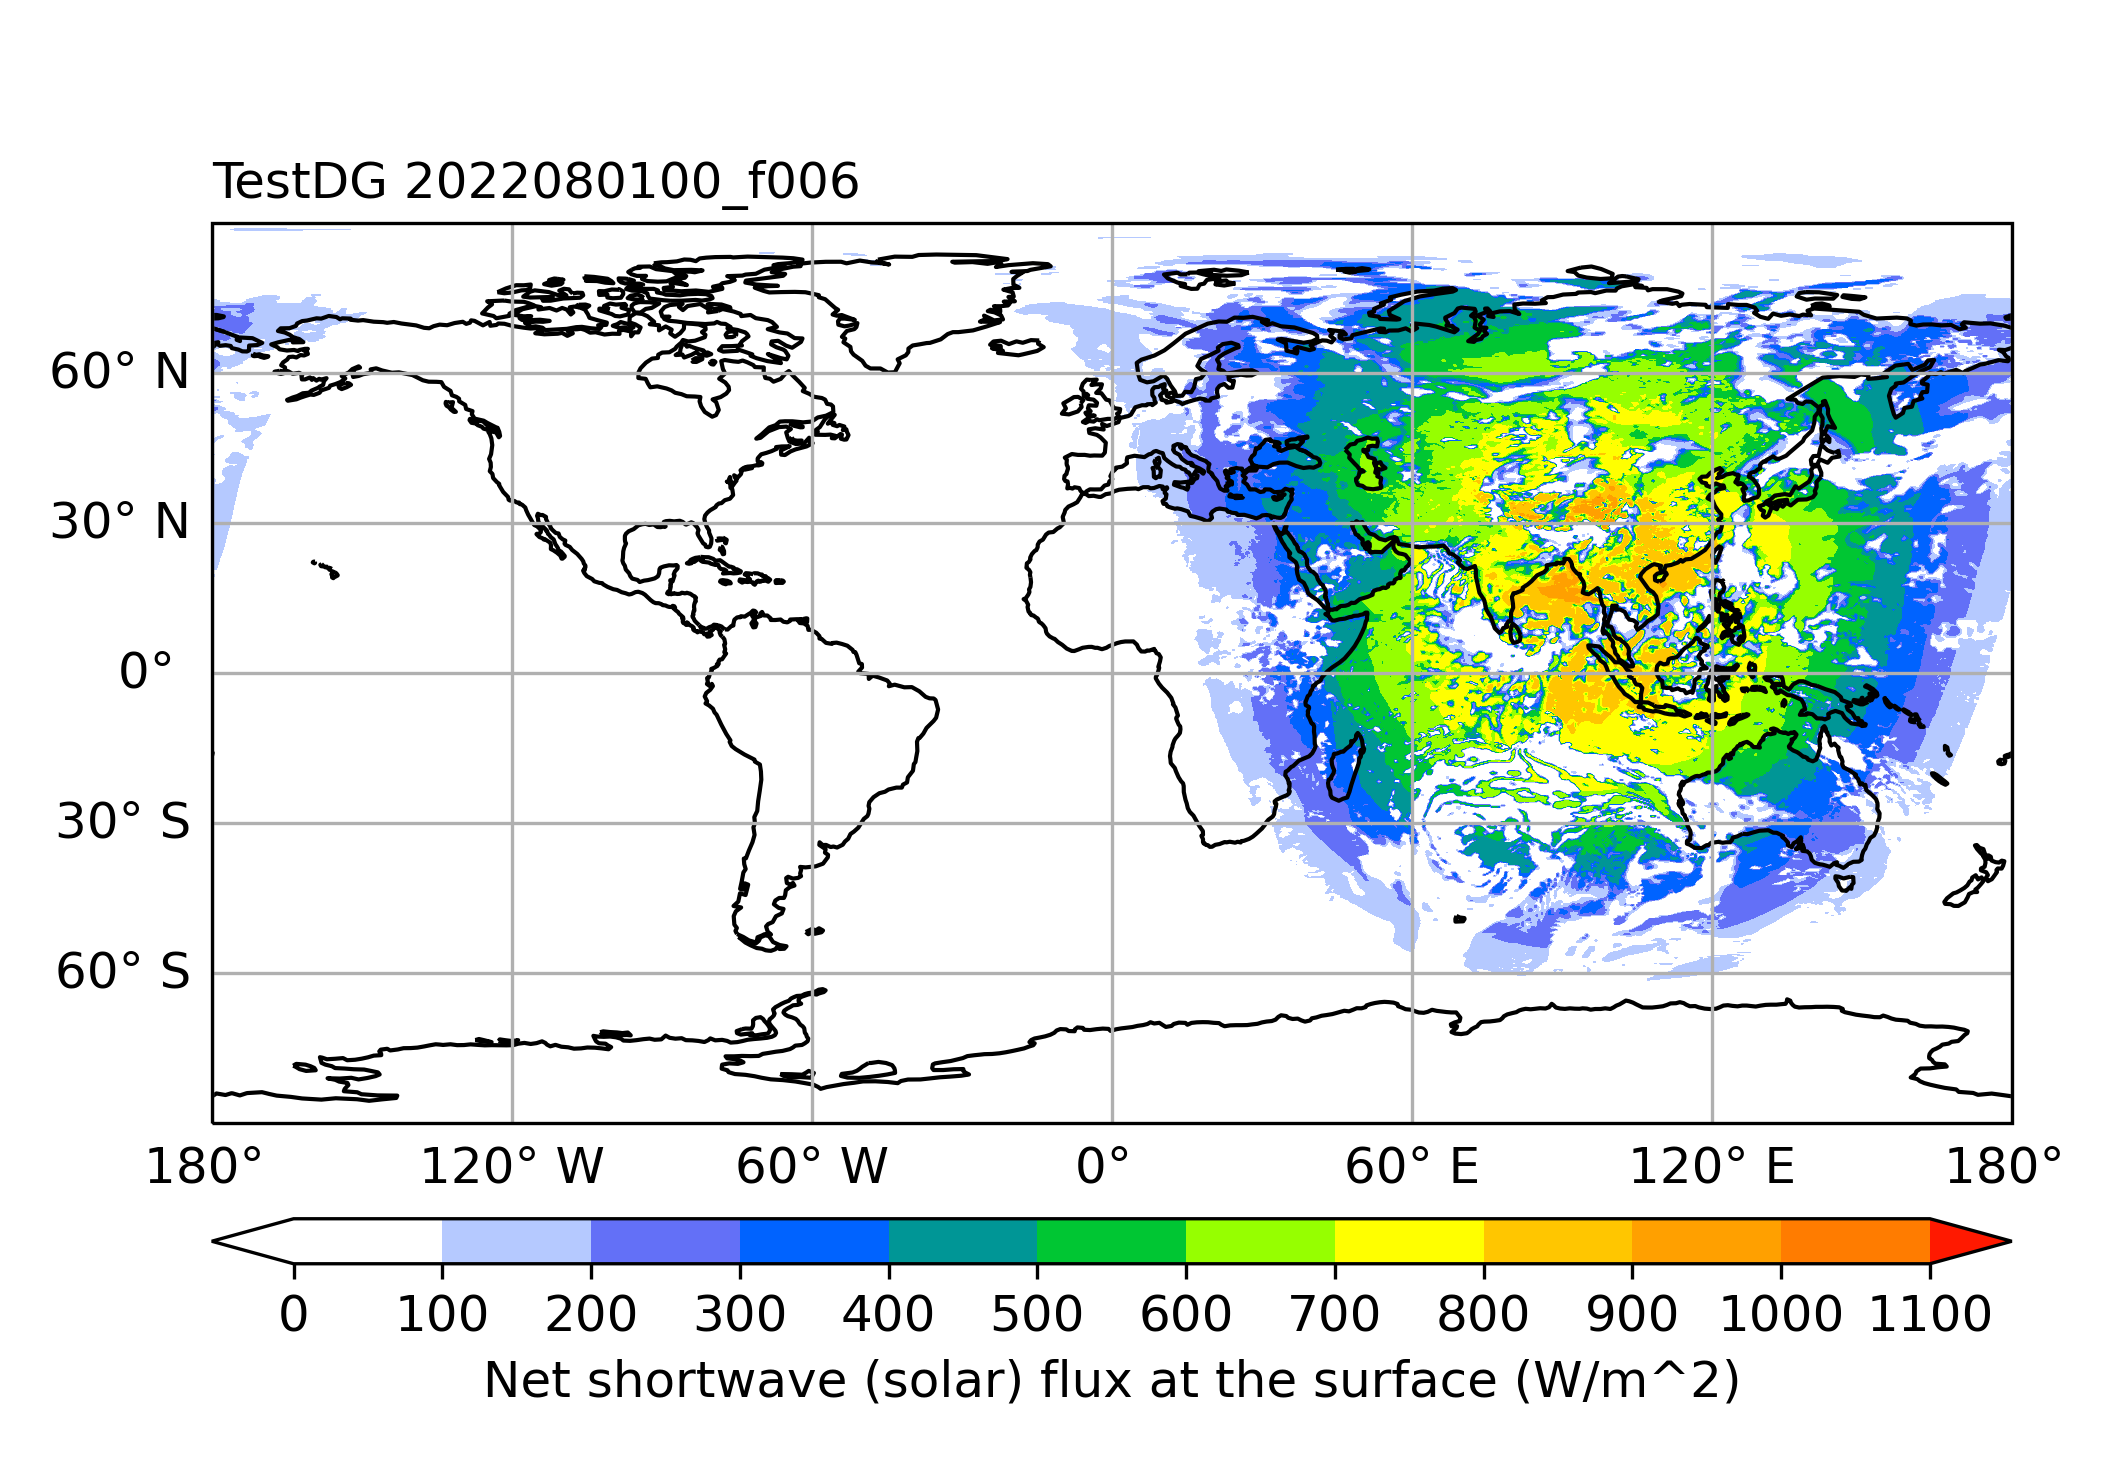 TestDG 2022080100_f006
60° N
30° N
0°
30° S
60° S
180° 120° W 60° W 0° 60° E 120° E 180°
0 100 200 300 400 500 600 700 800 900 1000 1100
Net shortwave (solar) flux at the surface (W/m^2)